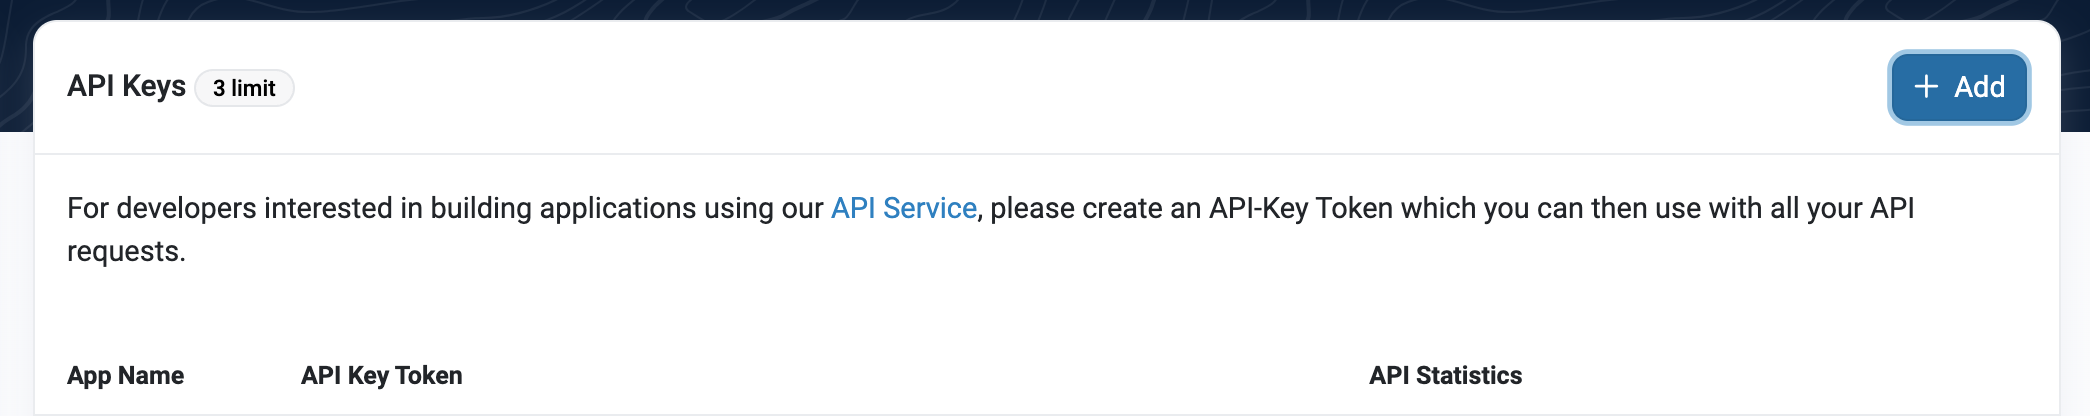 API Keys 3 limit
+ Add
For developers interested in building applications using our API Service, please create an API-Key Token which you can then use with all your API
requests.
App Name API Key Token API Statistics